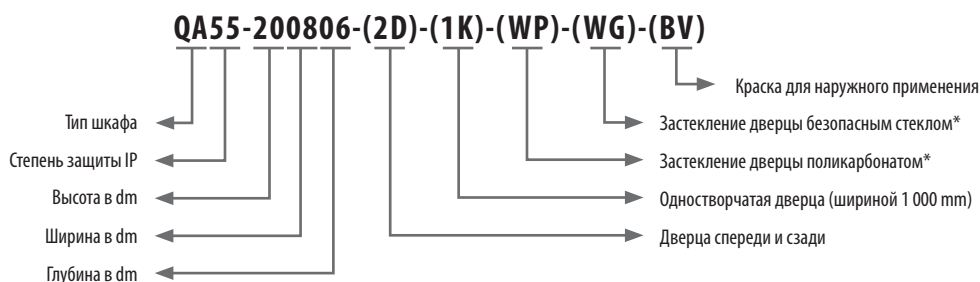 QA55-200806-(2D)-(1K)-(WP)-(WG)-(BV)
Краска для наружного применения
Тип шкафа
Застекление дверцы безопасным стеклом*
Степень защиты IP
Застекление дверцы поликарбонатом*
Высота в dm
Одностворчатая дверца (шириной 1 000 mm)
Ширина в dm
Дверца спереди и сзади
Глубина в dm